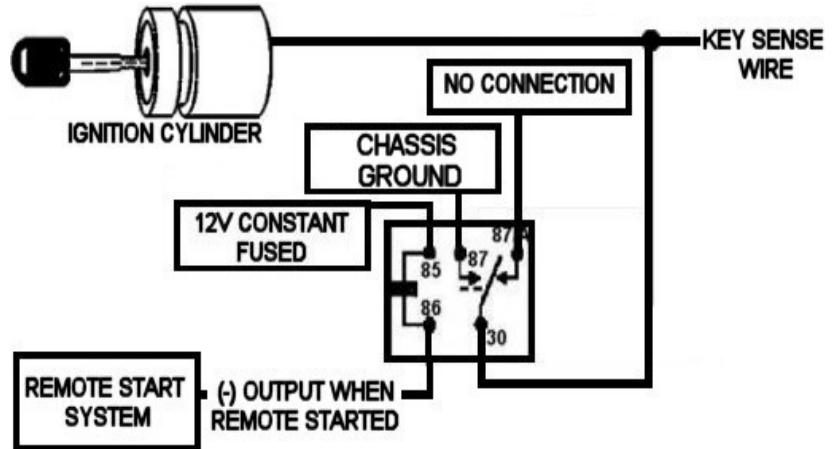 KEY SENSE
WIRE
NO CONNECTION
IGNITION CYLINDER
CHASSIS
GROUND
12V CONSTANT
FUSED
87A
87
85
86
30
REMOTE START
SYSTEM
(-) OUTPUT WHEN
REMOTE STARTED